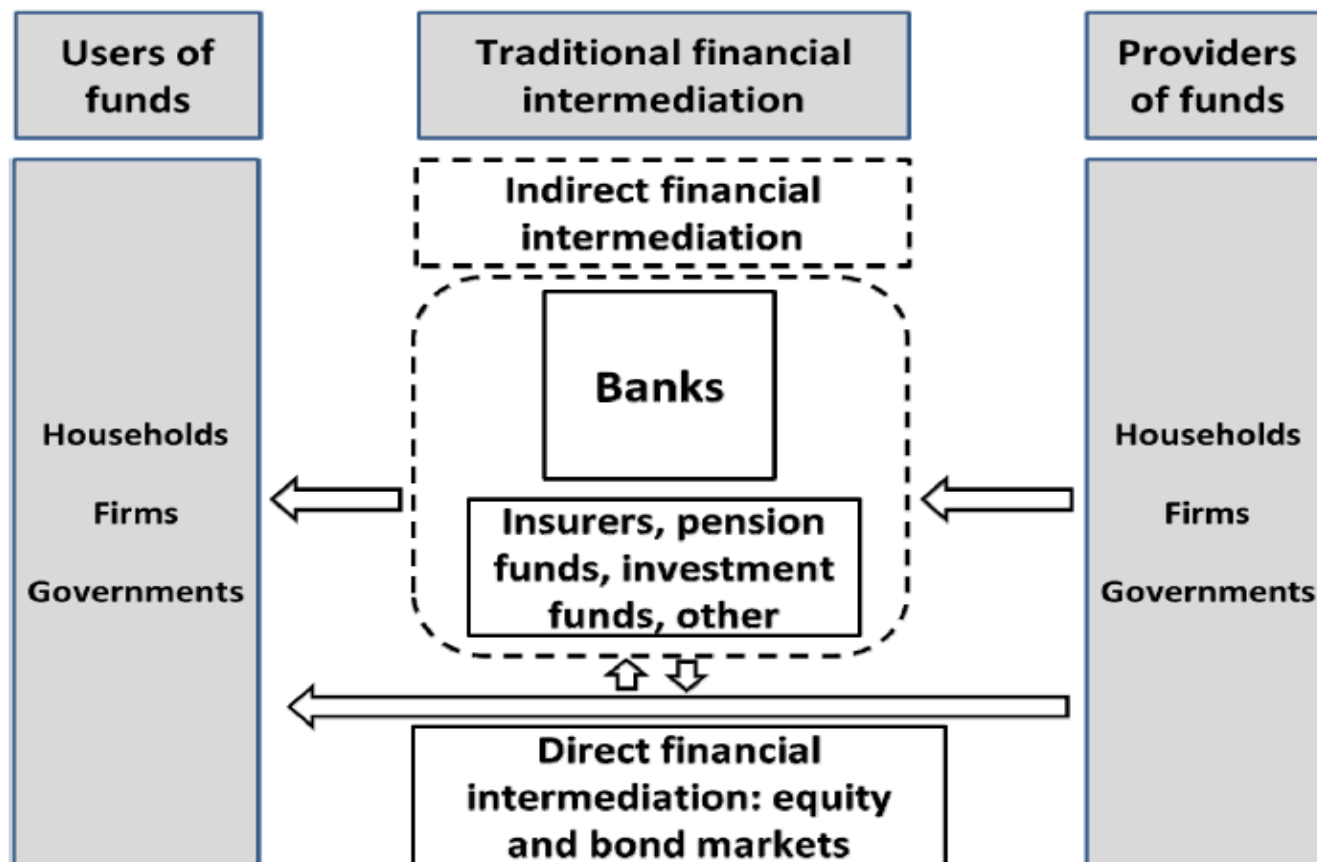 Users of
funds
Traditional financial
intermediation
Providers
of funds
Indirect financial
intermediation
Banks
Insurers, pension
funds, investment
funds, other
Households
Firms
Governments
Households
Firms
Governments
Direct financial
intermediation: equity
and bond markets